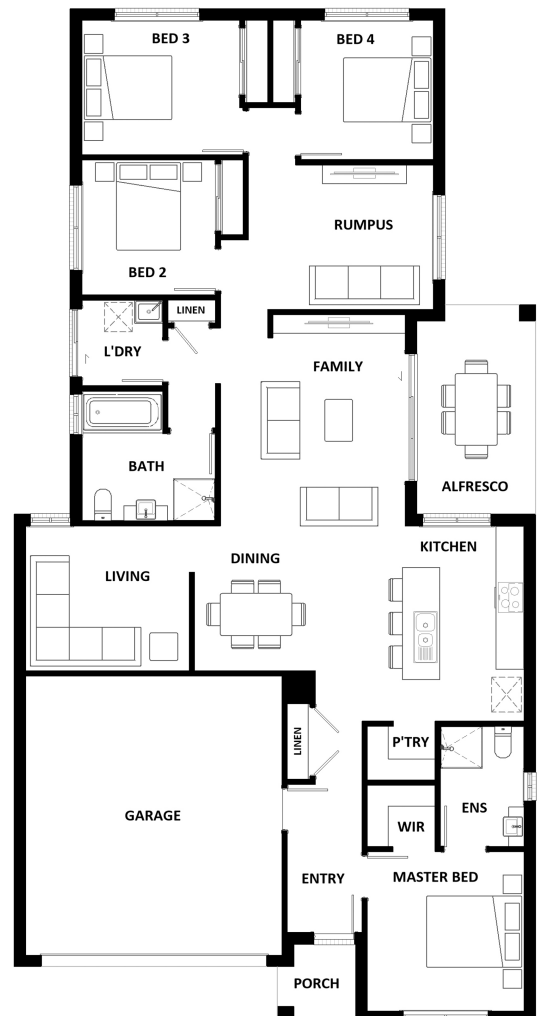 BED 3
BED 4
RUMPUS
BED 2
LINEN
L'DRY
FAMILY
BATH
ALFRESCO
KITCHEN
DINING
LIVING
LINEN
P'TRY
GARAGE
ENS
WIR
MASTER BED
ENTRY
PORCH